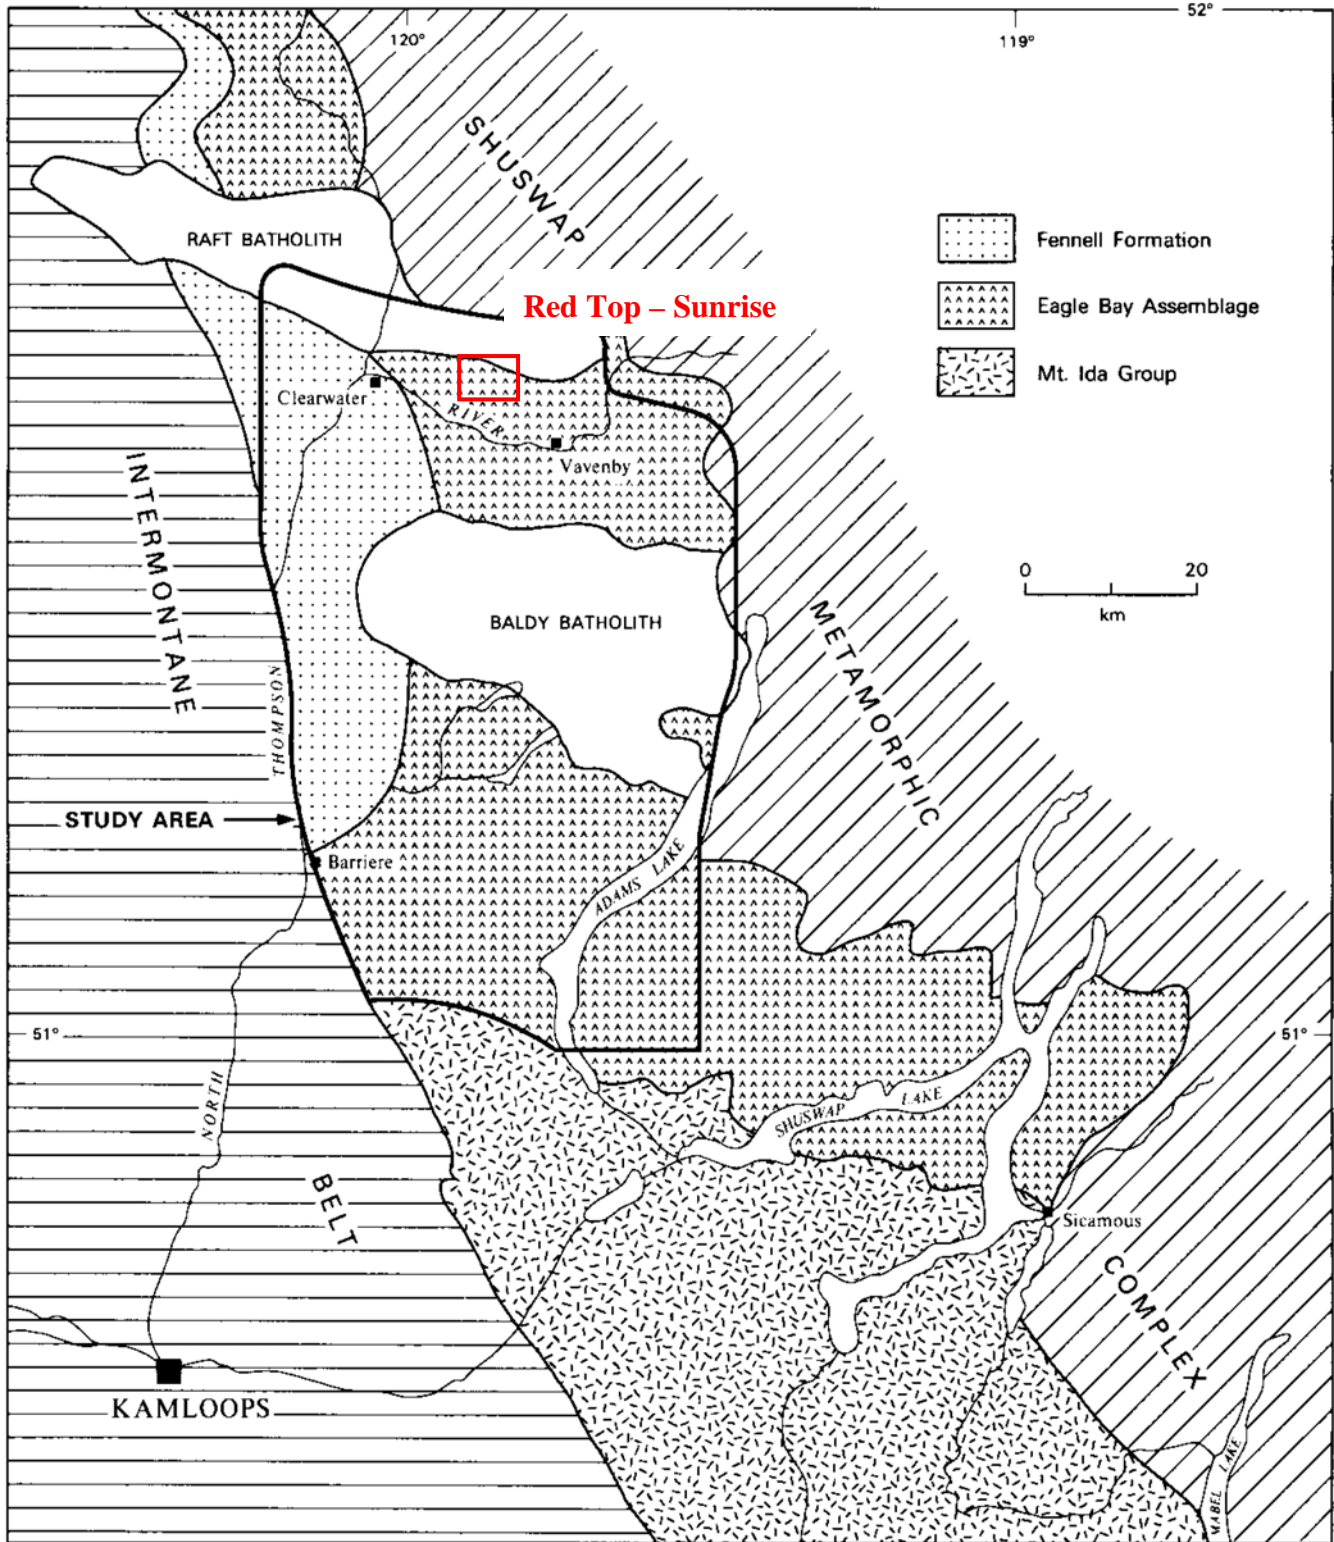 52°
120°
119°
SHUSWAP
RAFT BATHOLITH
Fennell Formation
Eagle Bay Assemblage
Mt. Ida Group
Red Top – Sunrise
Clearwater
RIVER
Vavenby
INTERMONTANE
0 20
km
BALDY BATHOLITH
METAMORPHIC
THOMPSON
STUDY AREA
Barriere
ADAMS LAKE
51°
51°
NORTH
SHUSWAP LAKE
BELT
Sicamous
COMPLEX
KAMLOOPS
MABEL LAKE